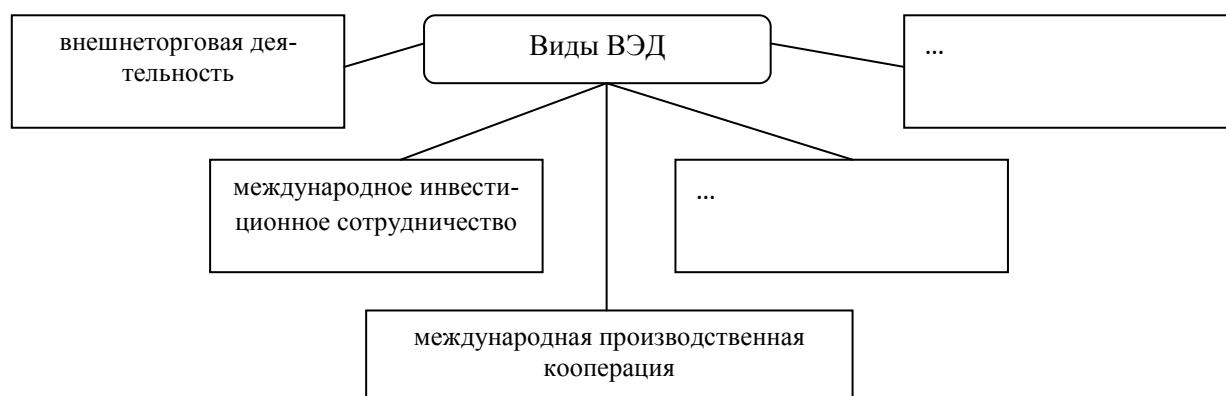 внешнеторговая дея-
тельность
Виды ВЭД
...
международное инвести-
ционное сотрудничество
...
международная производственная
кооперация